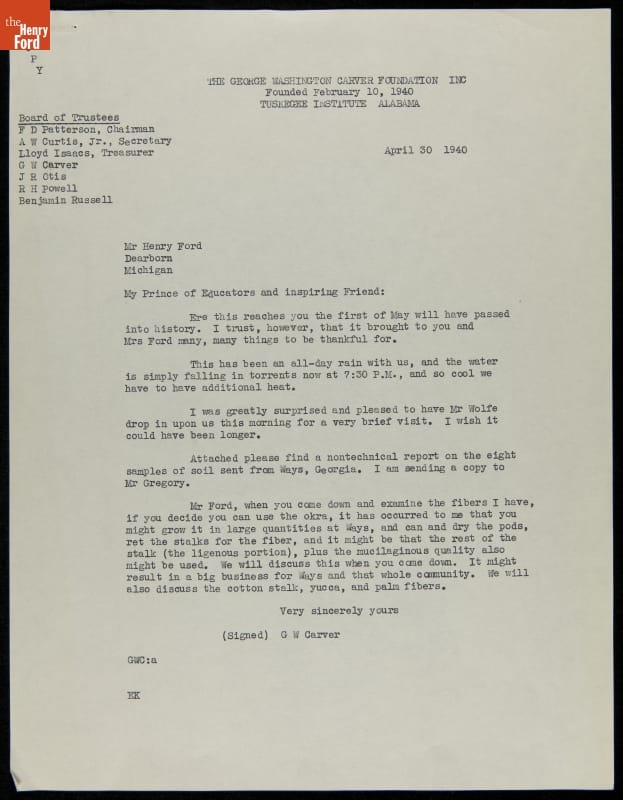 the
Henry
Ford
P
Y
THE GEORGE WASHINGTON CARVER FOUNDATION INC
Founded February 10, 1940
TUSKEGEE INSTITUTE ALABAMA
Board of Trustees
F D Patterson, Chairman
A W Curtis, Jr., Secretary
Lloyd Isaacs, Treasurer
G W Carver
J R Otis
R H Powell
Benjamin Russell
April 30 1940
Mr Henry Ford
Dearborn
Michigan
My Prince of Educators and inspiring Friend:
Ere this reaches you the first of May will have passed
into history. I trust, however, that it brought to you and
Mrs Ford many, many things to be thankful for.
This has been an all-day rain with us, and the water
is simply falling in torrents now at 7:30 P.M., and so cool we
have to have additional heat.
I was greatly surprised and pleased to have Mr Wolfe
drop in upon us this morning for a very brief visit. I wish it
could have been longer.
Attached please find a nontechnical report on the eight
samples of soil sent from Ways, Georgia. I am sending a copy to
Mr Gregory.
Mr Ford, when you come down and examine the fibers I have,
if you decide you can use the okra, it has occurred to me that you
might grow it in large quantities at Ways, and can and dry the pods,
ret the stalks for the fiber, and it might be that the rest of the
stalk (the ligenous portion), plus the mucilaginous quality also
might be used. We will discuss this when you come down. It might
result in a big business for Ways and that whole community. We will
also discuss the cotton stalk, yucca, and palm fibers.
Very sincerely yours
(Signed) G W Carver
GWC:a
EK